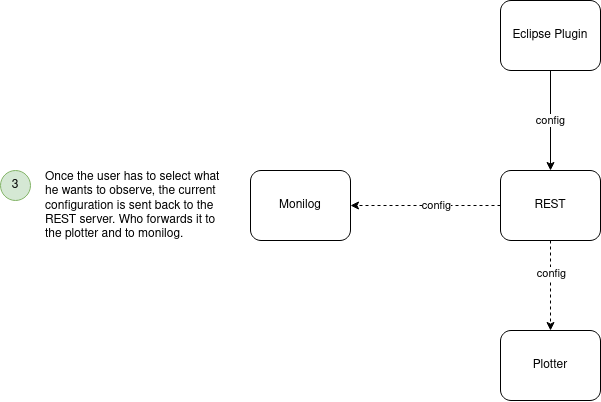 Eclipse Plugin
config
3
Once the user has to select what
he wants to observe, the current
configuration is sent back to the
REST server. Who forwards it to
the plotter and to monilog.
Monilog
config
REST
config
Plotter